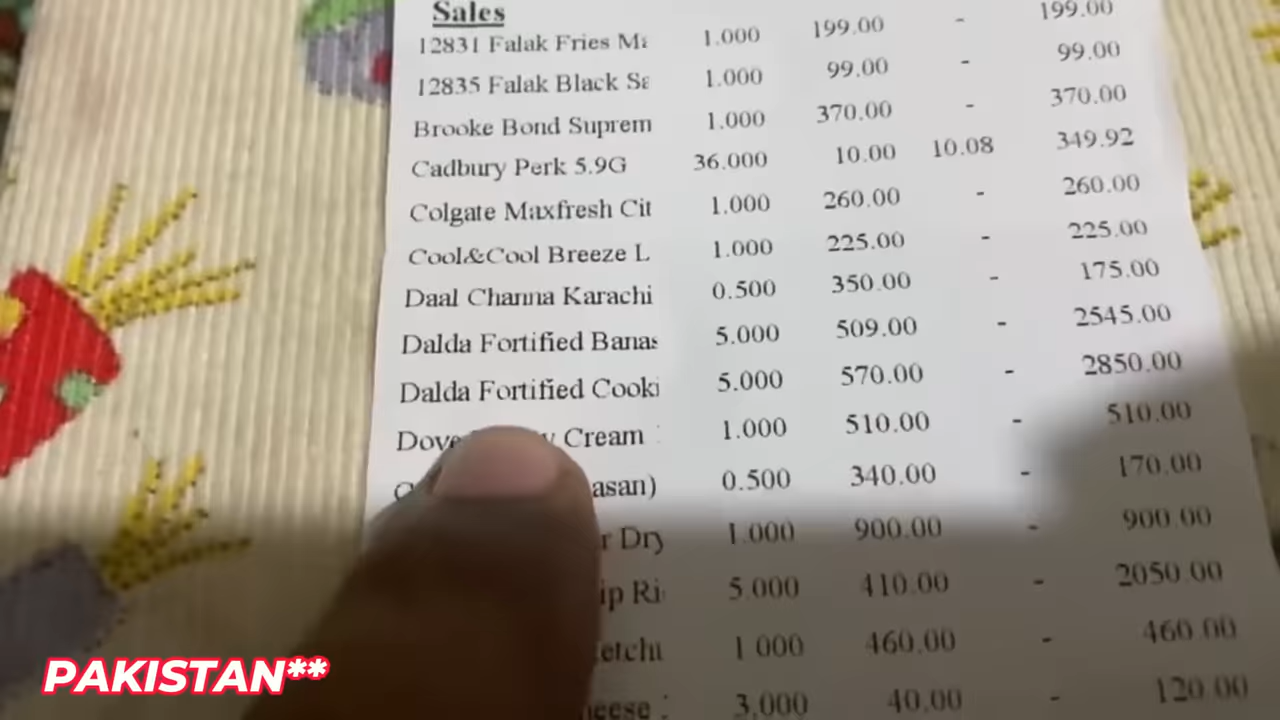 Sales
12831 Falak Fries Ma 1.000 199.00 - 199.00
12835 Falak Black Sa 1.000 99.00 - 99.00
Brooke Bond Suprem 1.000 370.00 - 370.00
Cadbury Perk 5.9G 36.000 10.00 10.08 349.92
Colgate Maxfresh Cit 1.000 260.00 - 260.00
Cool&Cool Breeze L 1.000 225.00 - 225.00
Daal Channa Karachi 0.500 350.00 - 175.00
Dalda Fortified Banas 5.000 509.00 - 2545.00
Dalda Fortified Cooki 5.000 570.00 - 2850.00
Dove Cream 1.000 510.00 - 510.00
asan) 0.500 340.00 - 170.00
r Dry 1.000 900.00 - 900.00
ip Ri 5.000 410.00 - 2050.00
etchu 1.000 460.00 - 460.00
heese 3.000 40.00 - 120.00
PAKISTAN**